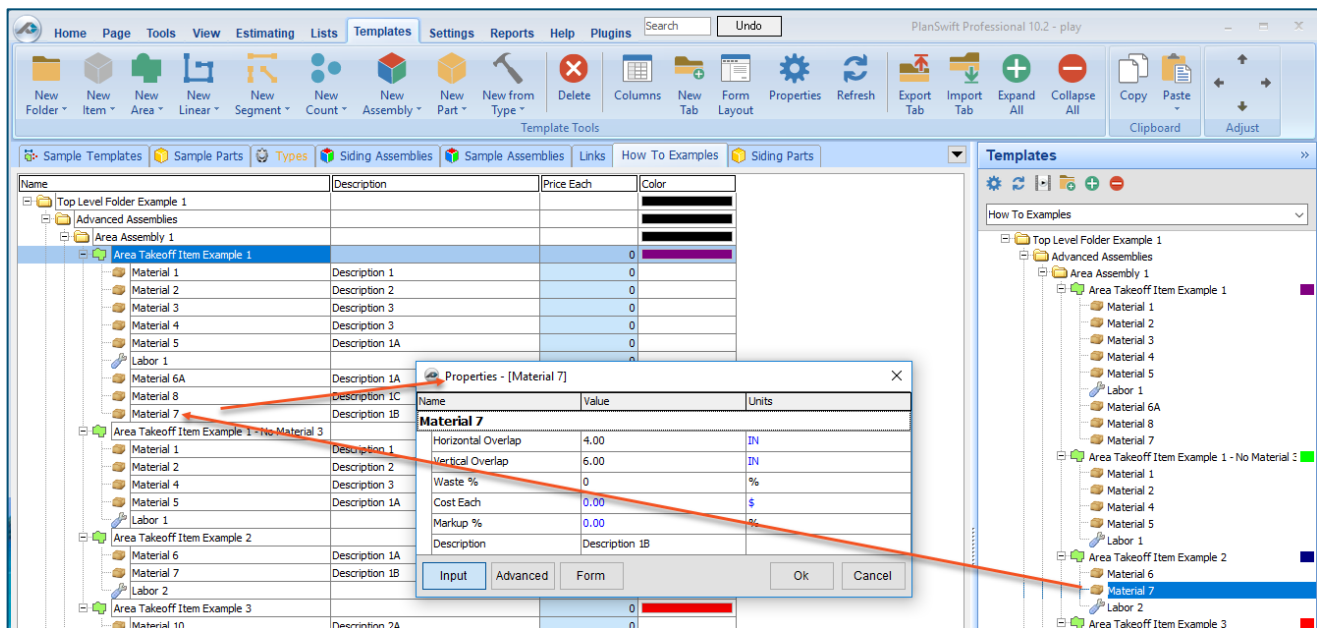 Home Page Tools View Estimating Lists Templates Settings Reports Help Plugins Search Undo PlanSwift Professional 10.2 - play
New Folder New Item New Area New Linear New Segment New Count New Assembly New Part New from Type Delete Columns New Tab Form Layout Properties Refresh Export Tab Import Tab Expand All Collapse All Copy Paste
Template Tools Clipboard Adjust
Sample Templates Sample Parts Types Siding Assemblies Sample Assemblies Links How To Examples Siding Parts
Name Description Price Each Color
Top Level Folder Example 1
Advanced Assemblies
Area Assembly 1
Area Takeoff Item Example 1 0
Material 1 Description 1 0
Material 2 Description 2 0
Material 3 Description 3 0
Material 4 Description 3 0
Material 5 Description 1A 0
Labor 1 0
Material 6A Description 1A
Material 8 Description 1C
Material 7 Description 1B
Area Takeoff Item Example 1 - No Material 3
Material 1 Description 1
Material 2 Description 2
Material 4 Description 3
Material 5 Description 1A
Labor 1
Area Takeoff Item Example 2
Material 6 Description 1A
Material 7 Description 1B
Labor 2
Area Takeoff Item Example 3 0
Material 10 Description 2A 0
Properties - [Material 7]
Name Value Units
Material 7
Horizontal Overlap 4.00 IN
Vertical Overlap 6.00 IN
Waste % 0 %
Cost Each 0.00 $
Markup % 0.00 %
Description Description 1B
Input Advanced Form Ok Cancel
Templates
How To Examples
Top Level Folder Example 1
Advanced Assemblies
Area Assembly 1
Area Takeoff Item Example 1
Material 1
Material 2
Material 3
Material 4
Material 5
Labor 1
Material 6A
Material 8
Material 7
Area Takeoff Item Example 1 - No Material 3
Material 1
Material 2
Material 4
Material 5
Labor 1
Area Takeoff Item Example 2
Material 6
Material 7
Labor 2
Area Takeoff Item Example 3